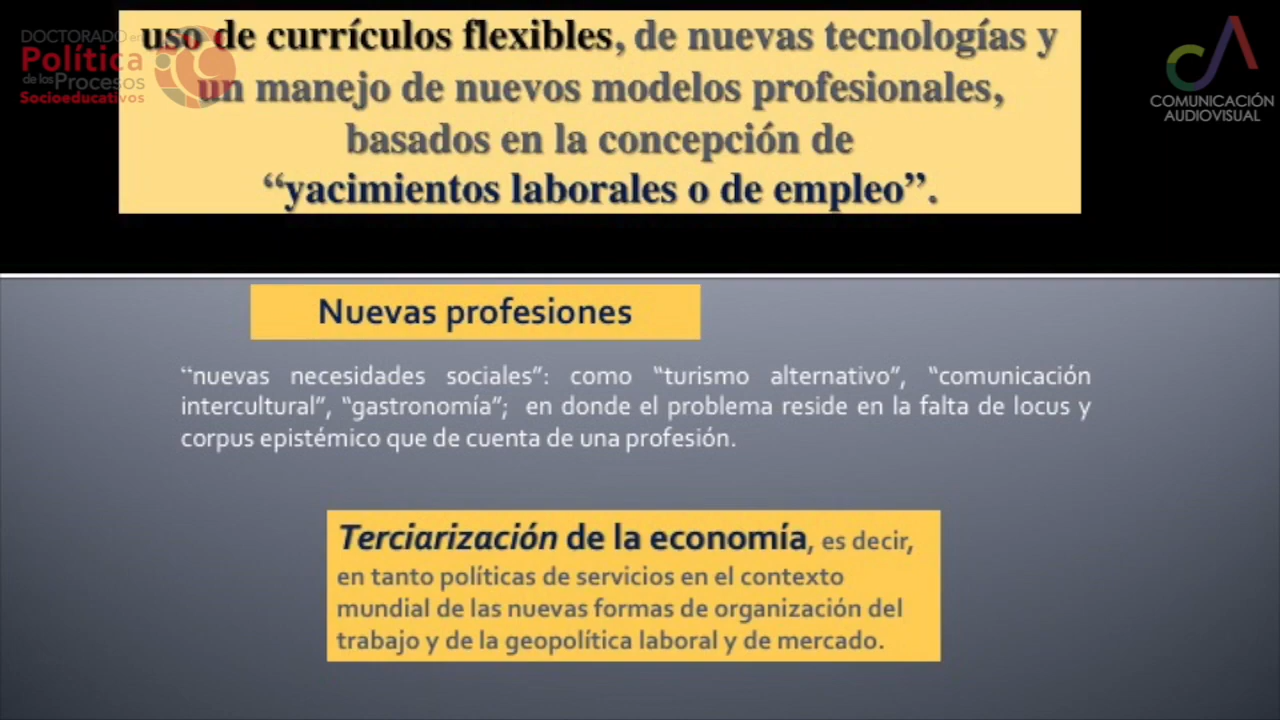 DOCTORADO en
Política
de los Procesos
Socioeducativos
uso de currículos flexibles, de nuevas tecnologías y
un manejo de nuevos modelos profesionales,
basados en la concepción de
“yacimientos laborales o de empleo”.
COMUNICACIÓN
AUDIOVISUAL
Nuevas profesiones
“nuevas necesidades sociales”: como “turismo alternativo”, “comunicación
intercultural”, “gastronomía”; en donde el problema reside en la falta de locus y
corpus epistémico que de cuenta de una profesión.
Terciarización de la economía, es decir,
en tanto políticas de servicios en el contexto
mundial de las nuevas formas de organización del
trabajo y de la geopolítica laboral y de mercado.